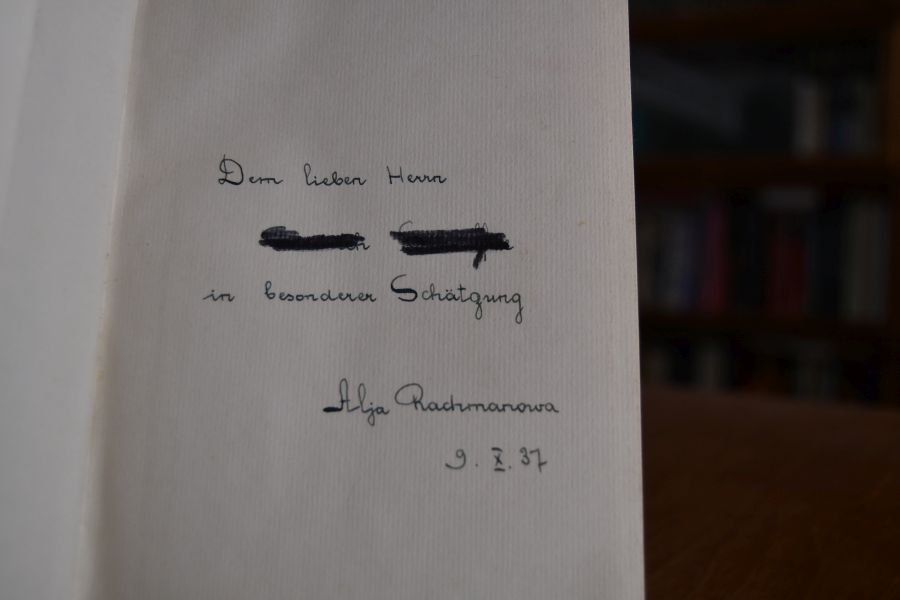 Dem lieben Herrn
in besonderer Schätzung
Alja Rachmanowa
9. X. 37